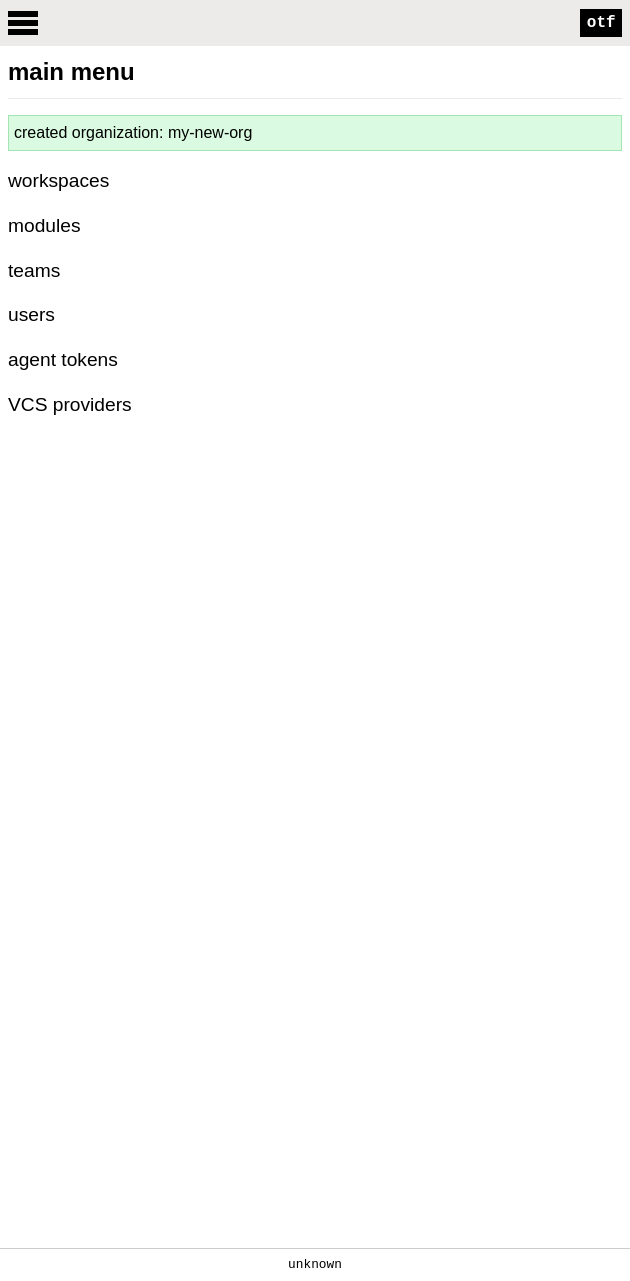 otf
main menu
created organization: my-new-org
workspaces
modules
teams
users
agent tokens
VCS providers
unknown